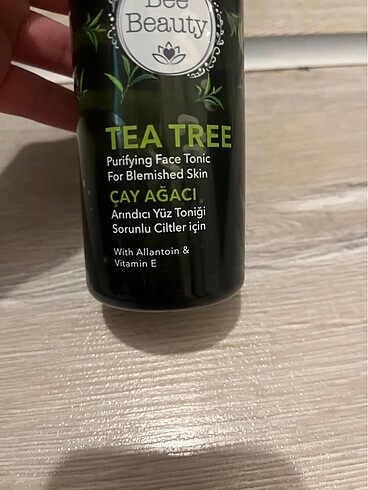 Bee
Beauty
TEA TREE
Purifying Face Tonic
For Blemished Skin
ÇAY AĞACI
Arındırıcı Yüz Toniği
Sorunlu Ciltler için
With Allantoin &
Vitamin E